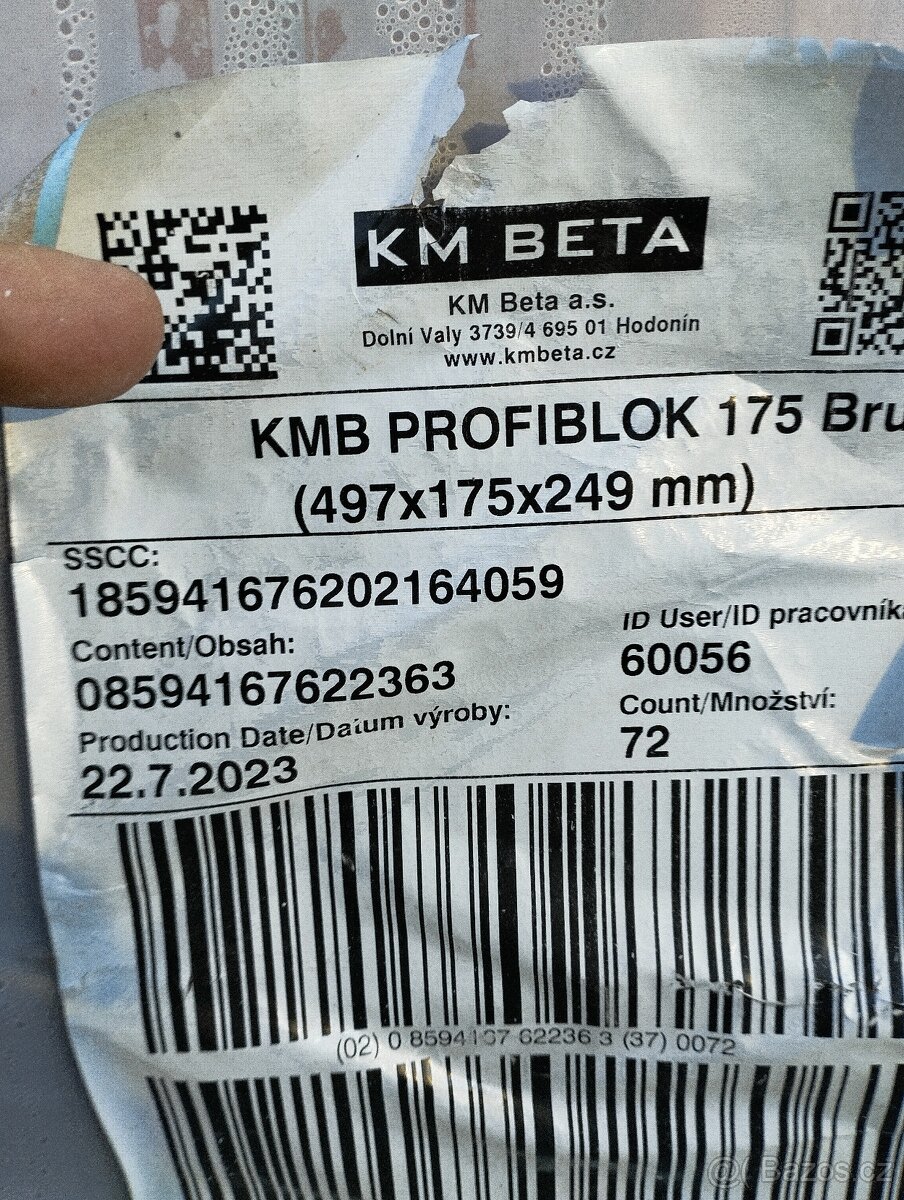 KM BETA
KM Beta a.s.
Dolní Valy 3739/4 695 01 Hodonín
www.kmbeta.cz
KMB PROFIBLOK 175 Bru
(497x175x249 mm)
SSCC:
185941676202164059
Content/Obsah:
08594167622363
Production Date/Datum výroby:
22.7.2023
ID User/ID pracovníka
60056
Count/Množství:
72
(02) 0 8594167 62236 3 (37) 0072
Bazos.cz